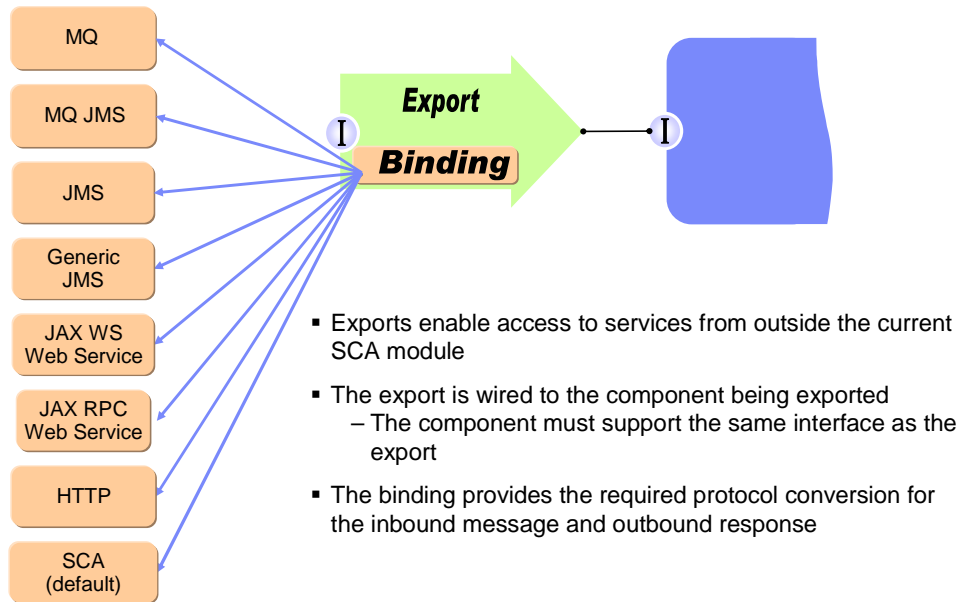 MQ
MQ JMS
JMS
Generic
JMS
JAX WS
Web Service
JAX RPC
Web Service
HTTP
SCA
(default)
Export
I
Binding
I
▪ Exports enable access to services from outside the current
SCA module
▪ The export is wired to the component being exported
– The component must support the same interface as the
export
▪ The binding provides the required protocol conversion for
the inbound message and outbound response